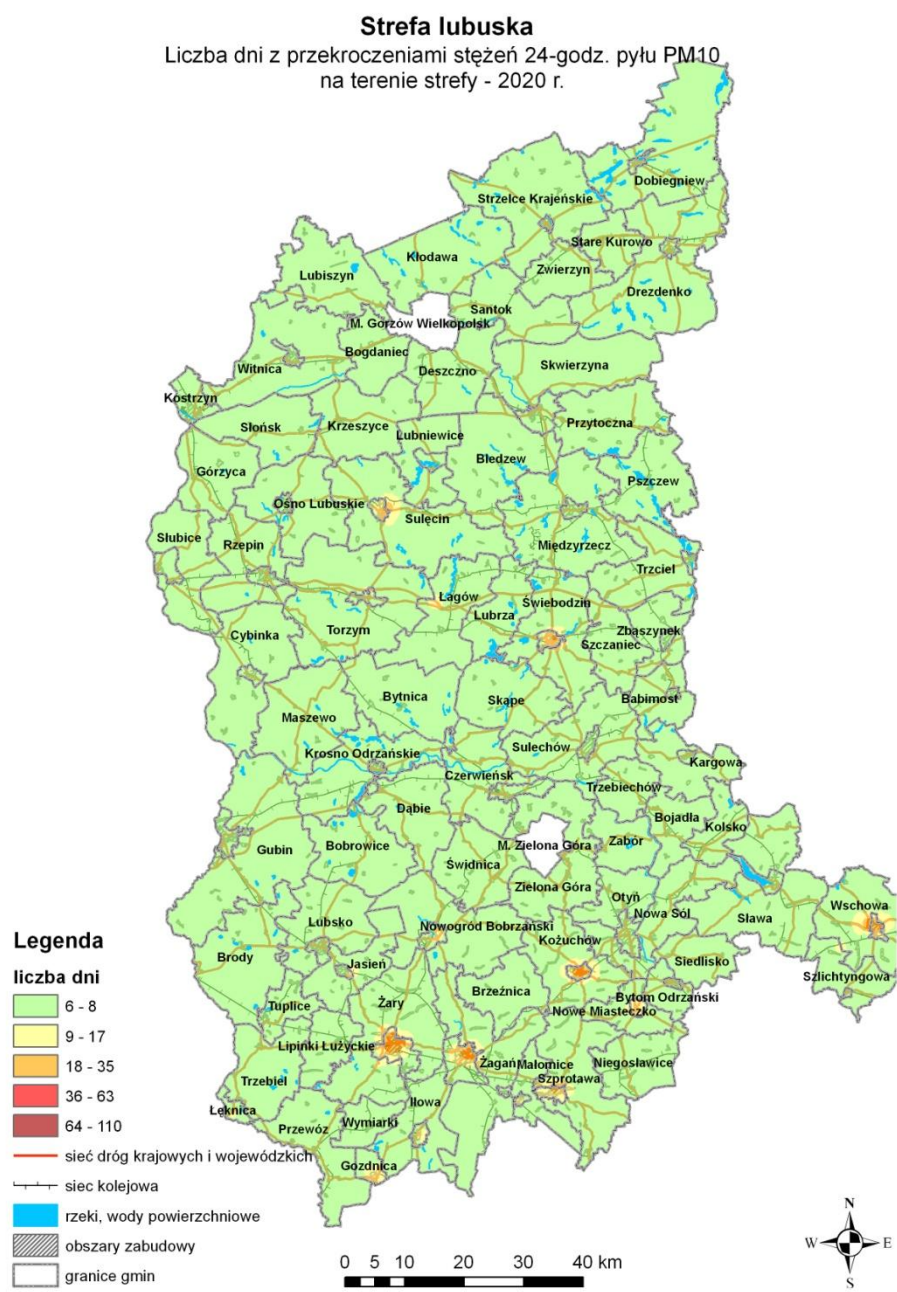 Strefa lubuska
Liczba dni z przekroczeniami stężeń 24-godz. pyłu PM10
na terenie strefy - 2020 r.
Dobiegniew
Strzelce Krajeńskie
Stare Kurowo
Kłodawa
Zwierzyn
Lubiszyn
Drezdenko
Santok
M. Gorzów Wielkopolsk
Bogdaniec
Skwierzyna
Witnica
Deszczno
Kostrzyn
Przytoczna
Słońsk
Krzeszyce
Lubniewice
Bledzew
Górzyca
Pszczew
Ośno Lubuskie
Sulęcin
Słubice
Rzepin
Międzyrzecz
Trzciel
Łagów
Świebodzin
Lubrza
Cybinka
Torzym
Zbąszynek
Szczaniec
Bytnica
Skąpe
Babimost
Maszewo
Sulechów
Krosno Odrzańskie
Kargowa
Czerwieńsk
Trzebiechów
Dąbie
Bojadła
Kolsko
Gubin
Bobrowice
M. Zielona Góra
Zabór
Świdnica
Zielona Góra
Otyń
Wschowa
Lubsko
Nowogród Bobrzański
Nowa Sól
Sława
Kożuchów
Brody
Jasień
Siedlisko
Szlichtyngowa
Brzeźnica
Bytom Odrzański
Tuplice
Żary
Nowe Miasteczko
Lipinki Łużyckie
Żagań
Małomice
Niegosławice
Trzebiel
Szprotawa
Łęknica
Iłowa
Przewóz
Wymiarki
Gozdnica
Legenda
liczba dni
6 - 8
9 - 17
18 - 35
36 - 63
64 - 110
sieć dróg krajowych i wojewódzkich
siec kolejowa
rzeki, wody powierzchniowe
obszary zabudowy
granice gmin
0 5 10 20 30 40 km
N
W E
S